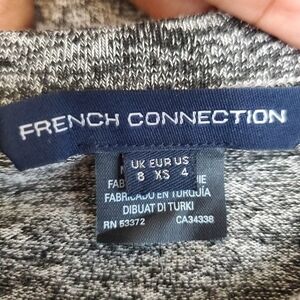 FRENCH CONNECTION
UK EUR US
8 XS 4
FABRICADO EN TURQUÍA
DIBUAT DI TURKI
RN 53372 CA34338